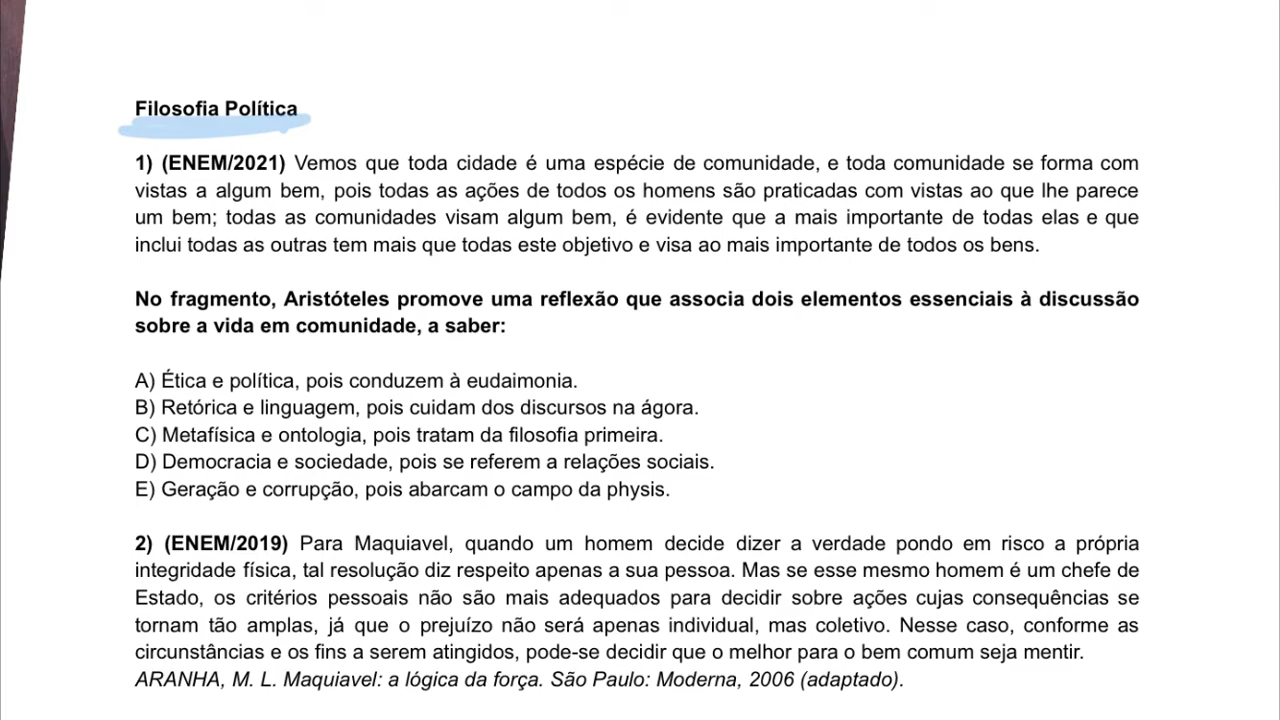 Filosofia Política
1) (ENEM/2021) Vemos que toda cidade é uma espécie de comunidade, e toda comunidade se forma com
vistas a algum bem, pois todas as ações de todos os homens são praticadas com vistas ao que lhe parece
um bem; todas as comunidades visam algum bem, é evidente que a mais importante de todas elas e que
inclui todas as outras tem mais que todas este objetivo e visa ao mais importante de todos os bens.
No fragmento, Aristóteles promove uma reflexão que associa dois elementos essenciais à discussão
sobre a vida em comunidade, a saber:
A) Ética e política, pois conduzem à eudaimonia.
B) Retórica e linguagem, pois cuidam dos discursos na ágora.
C) Metafísica e ontologia, pois tratam da filosofia primeira.
D) Democracia e sociedade, pois se referem a relações sociais.
E) Geração e corrupção, pois abarcam o campo da physis.
2) (ENEM/2019) Para Maquiavel, quando um homem decide dizer a verdade pondo em risco a própria
integridade física, tal resolução diz respeito apenas a sua pessoa. Mas se esse mesmo homem é um chefe de
Estado, os critérios pessoais não são mais adequados para decidir sobre ações cujas consequências se
tornam tão amplas, já que o prejuízo não será apenas individual, mas coletivo. Nesse caso, conforme as
circunstâncias e os fins a serem atingidos, pode-se decidir que o melhor para o bem comum seja mentir.
ARANHA, M. L. Maquiavel: a lógica da força. São Paulo: Moderna, 2006 (adaptado).